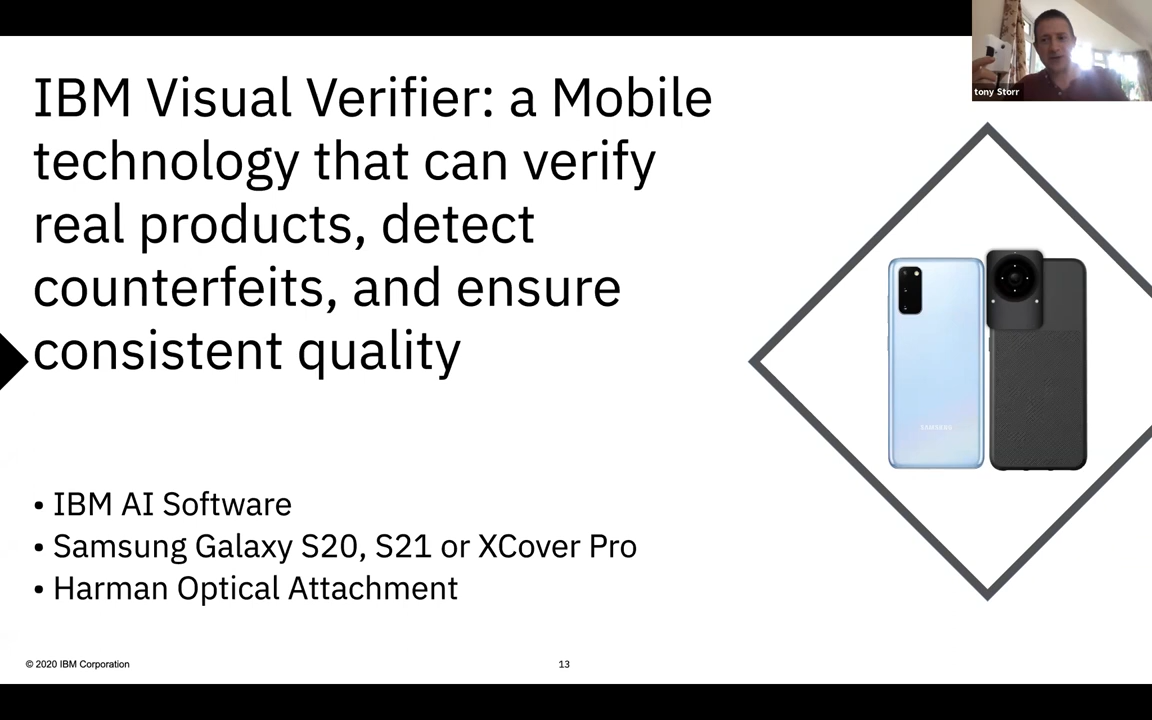 tony Storr
IBM Visual Verifier: a Mobile
technology that can verify
real products, detect
counterfeits, and ensure
consistent quality
SAMSUNG
• IBM AI Software
• Samsung Galaxy S20, S21 or XCover Pro
• Harman Optical Attachment
© 2020 IBM Corporation
13